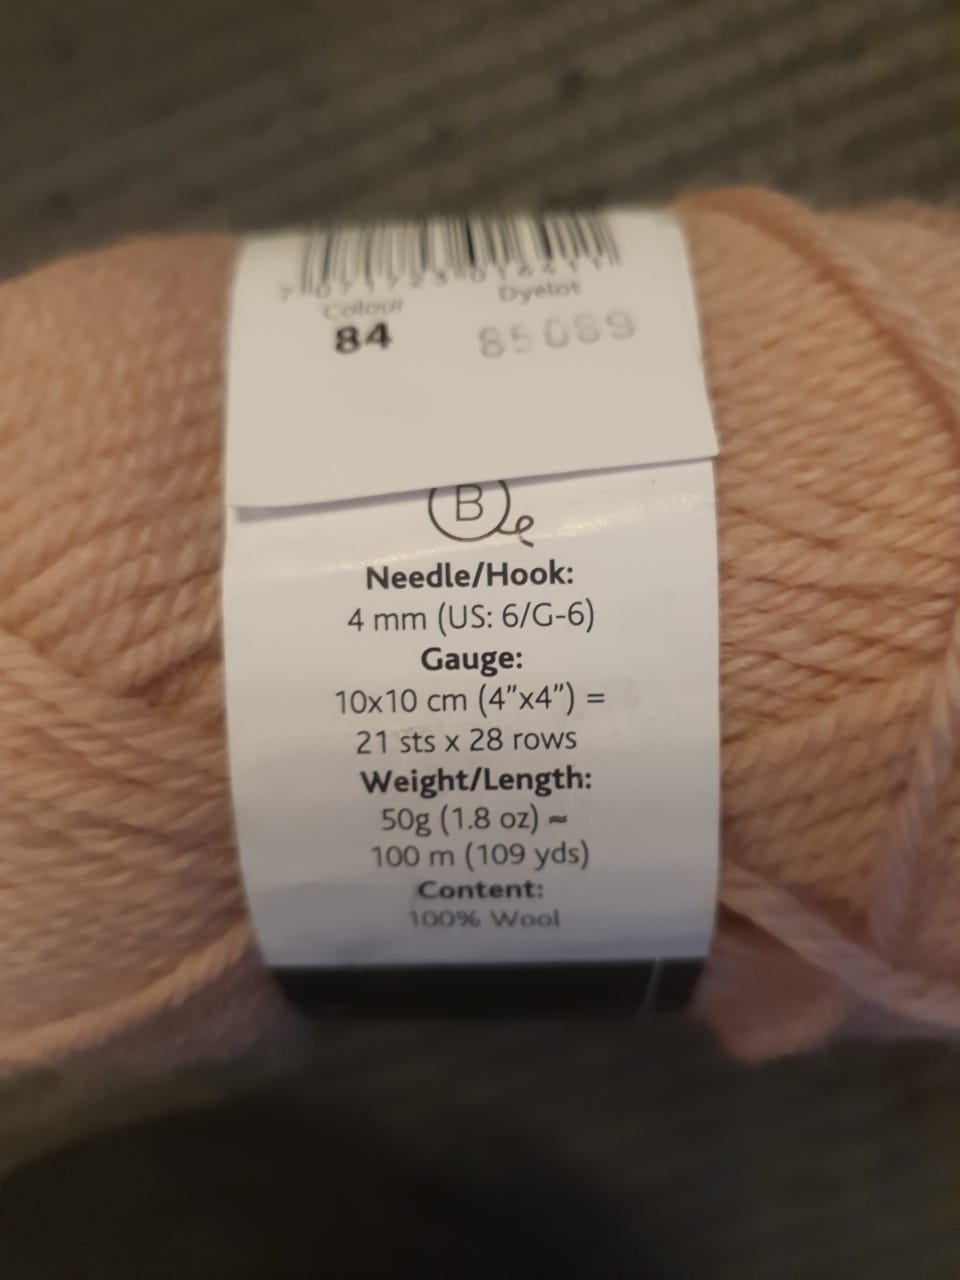 Colour Dyelot
84 85089
B
Needle/Hook:
4 mm (US: 6/G-6)
Gauge:
10x10 cm (4"x4") =
21 sts x 28 rows
Weight/Length:
50g (1.8 oz) ≈
100 m (109 yds)
Content:
100% Wool